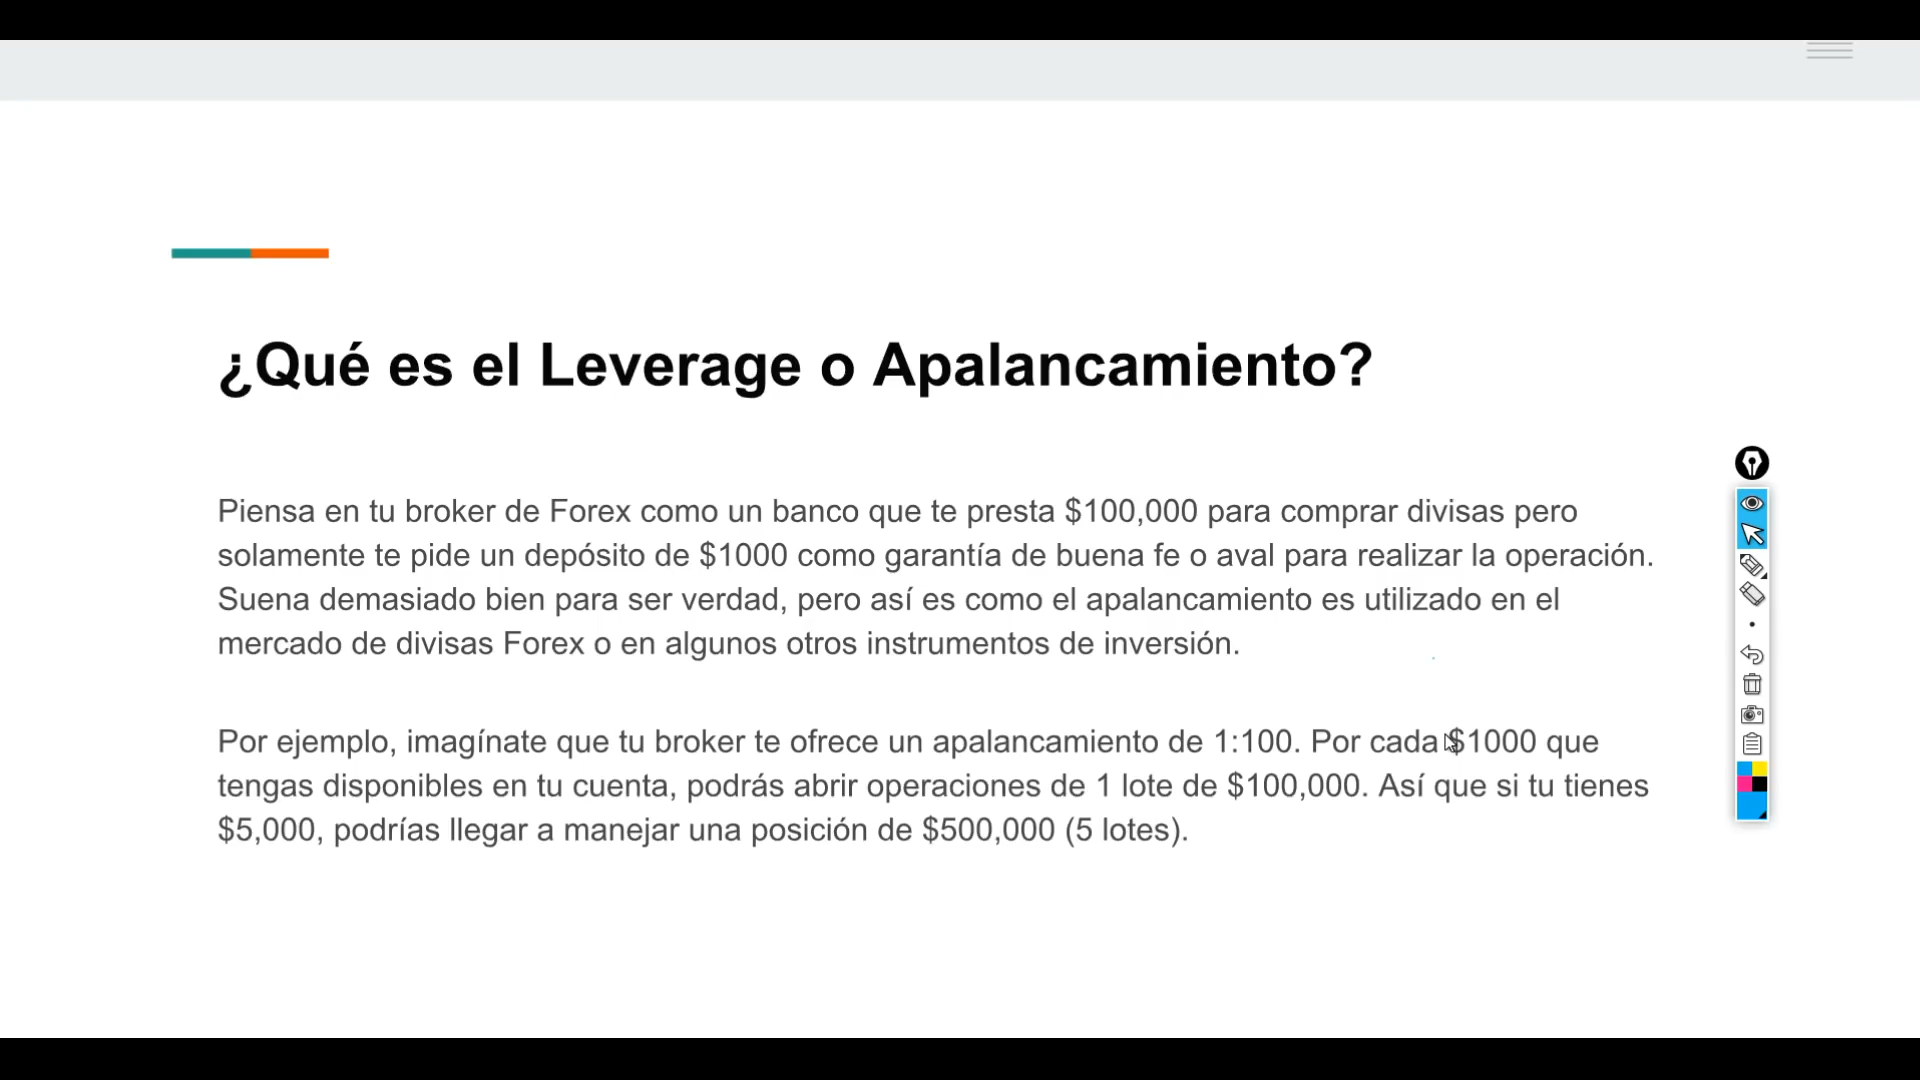 ¿Qué es el Leverage o Apalancamiento?
Piensa en tu broker de Forex como un banco que te presta $100,000 para comprar divisas pero
solamente te pide un depósito de $1000 como garantía de buena fe o aval para realizar la operación.
Suena demasiado bien para ser verdad, pero así es como el apalancamiento es utilizado en el
mercado de divisas Forex o en algunos otros instrumentos de inversión.
Por ejemplo, imagínate que tu broker te ofrece un apalancamiento de 1:100. Por cada $1000 que
tengas disponibles en tu cuenta, podrás abrir operaciones de 1 lote de $100,000. Así que si tu tienes
$5,000, podrías llegar a manejar una posición de $500,000 (5 lotes).